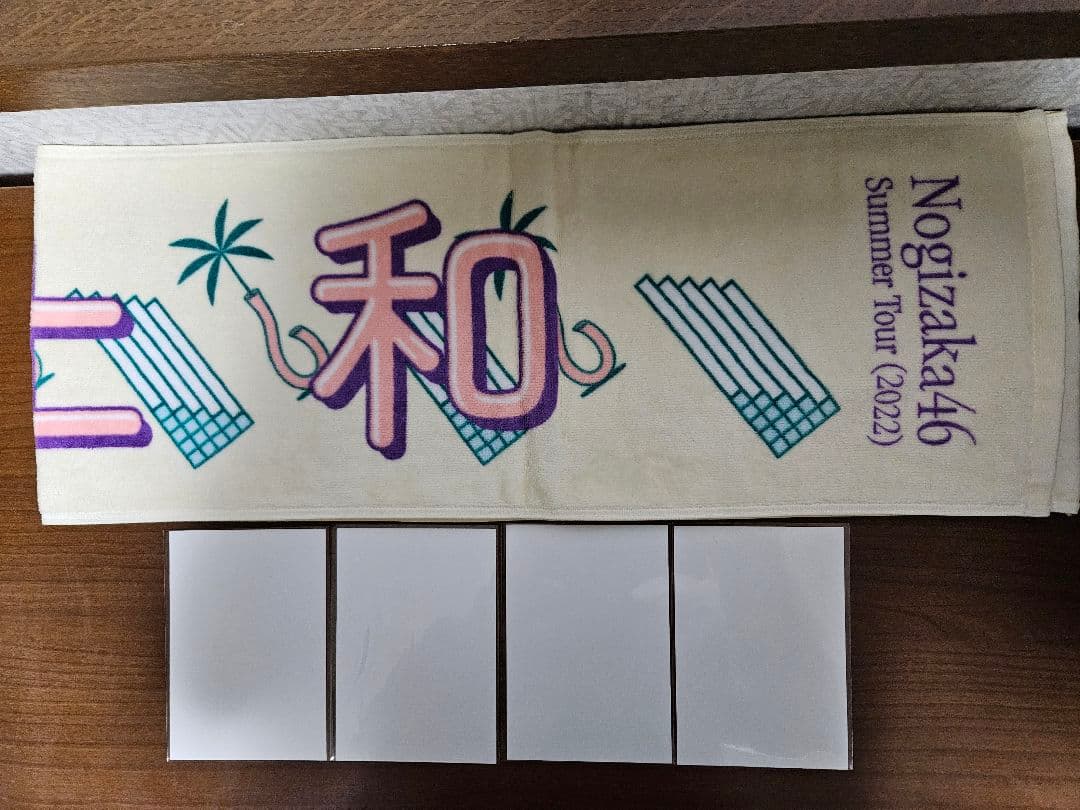 和
Nogizaka46
Summer Tour (2022)